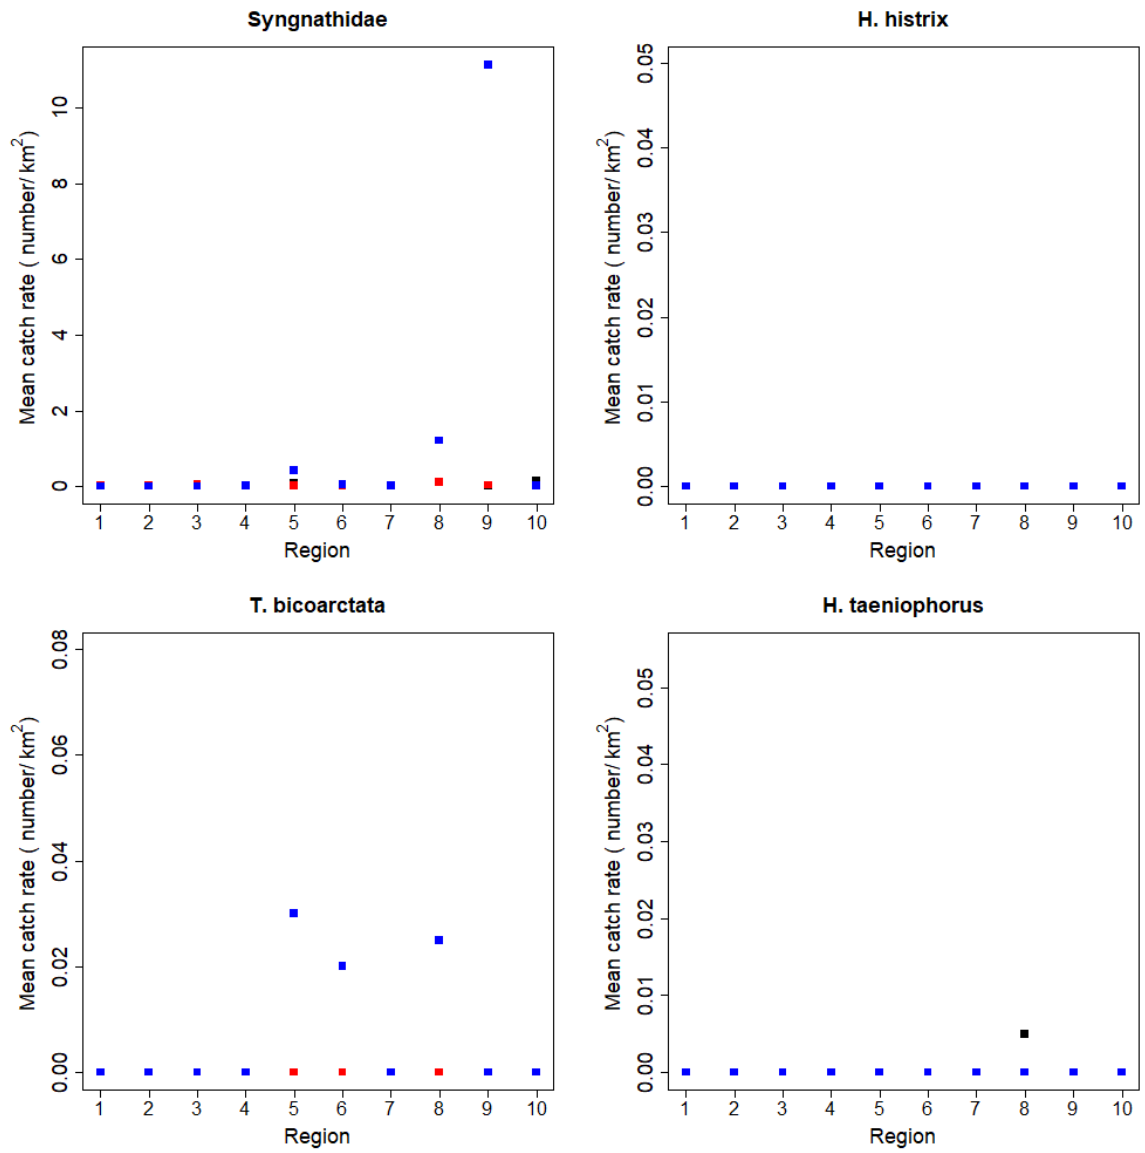 Syngnathidae
Mean catch rate ( number/ km²)
10
8
6
4
2
0
1 2 3 4 5 6 7 8 9 10
Region
H. histrix
Mean catch rate ( number/ km²)
0.05
0.04
0.03
0.02
0.01
0.00
1 2 3 4 5 6 7 8 9 10
Region
T. bicoarctata
Mean catch rate ( number/ km²)
0.08
0.06
0.04
0.02
0.00
1 2 3 4 5 6 7 8 9 10
Region
H. taeniophorus
Mean catch rate ( number/ km²)
0.05
0.04
0.03
0.02
0.01
0.00
1 2 3 4 5 6 7 8 9 10
Region